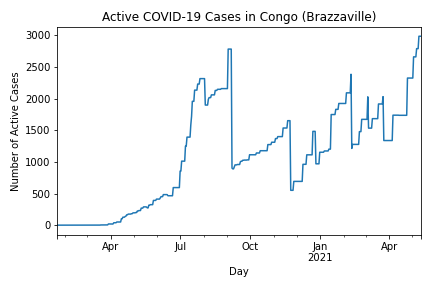 Active COVID-19 Cases in Congo (Brazzaville)
Number of Active Cases
3000
2500
2000
1500
1000
500
0
Apr Jul Oct Jan Apr
2021
Day